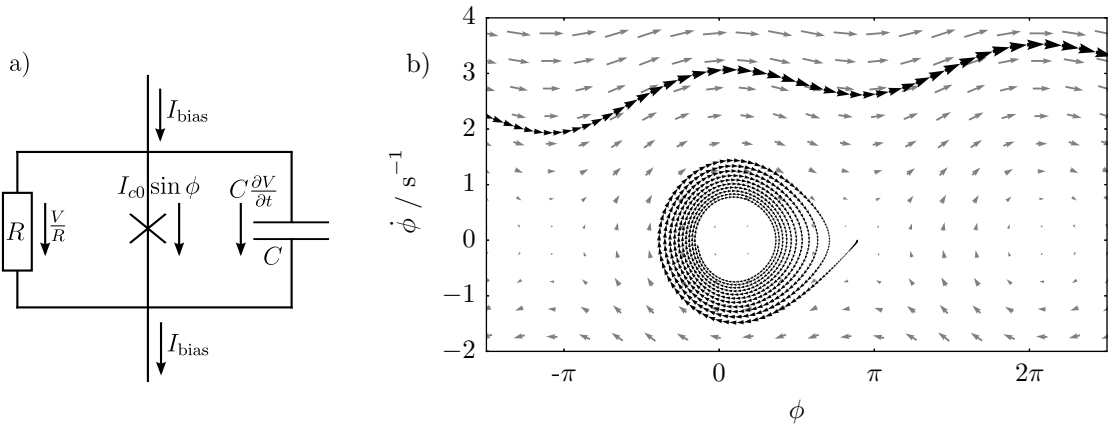 a)
I_bias
I_c0 sin ϕ
C ∂V/∂t
R
V/R
C
I_bias
b)
4
3
2
1
0
−1
−2
ϕ̇ / s⁻¹
-π
0
π
2π
ϕ